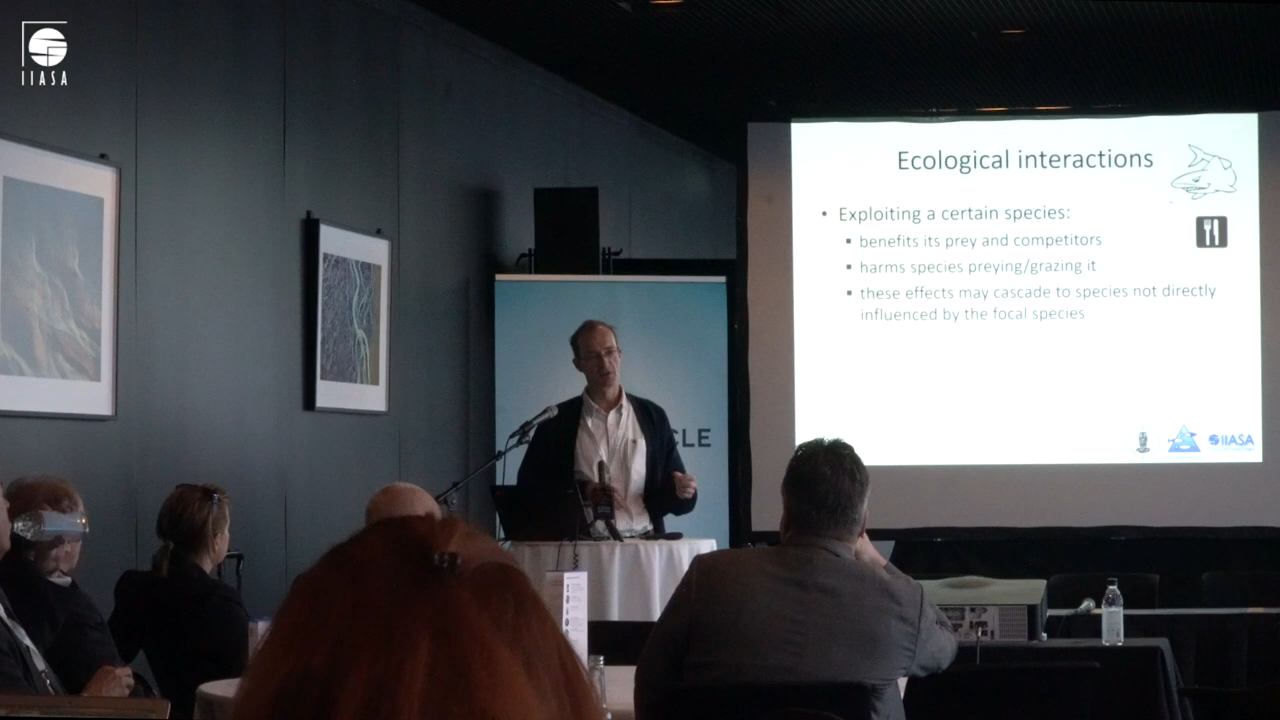 IIASA
Ecological interactions
• Exploiting a certain species:
▪ benefits its prey and competitors
▪ harms species preying/grazing it
▪ these effects may cascade to species not directly
influenced by the focal species
CLE
IIASA